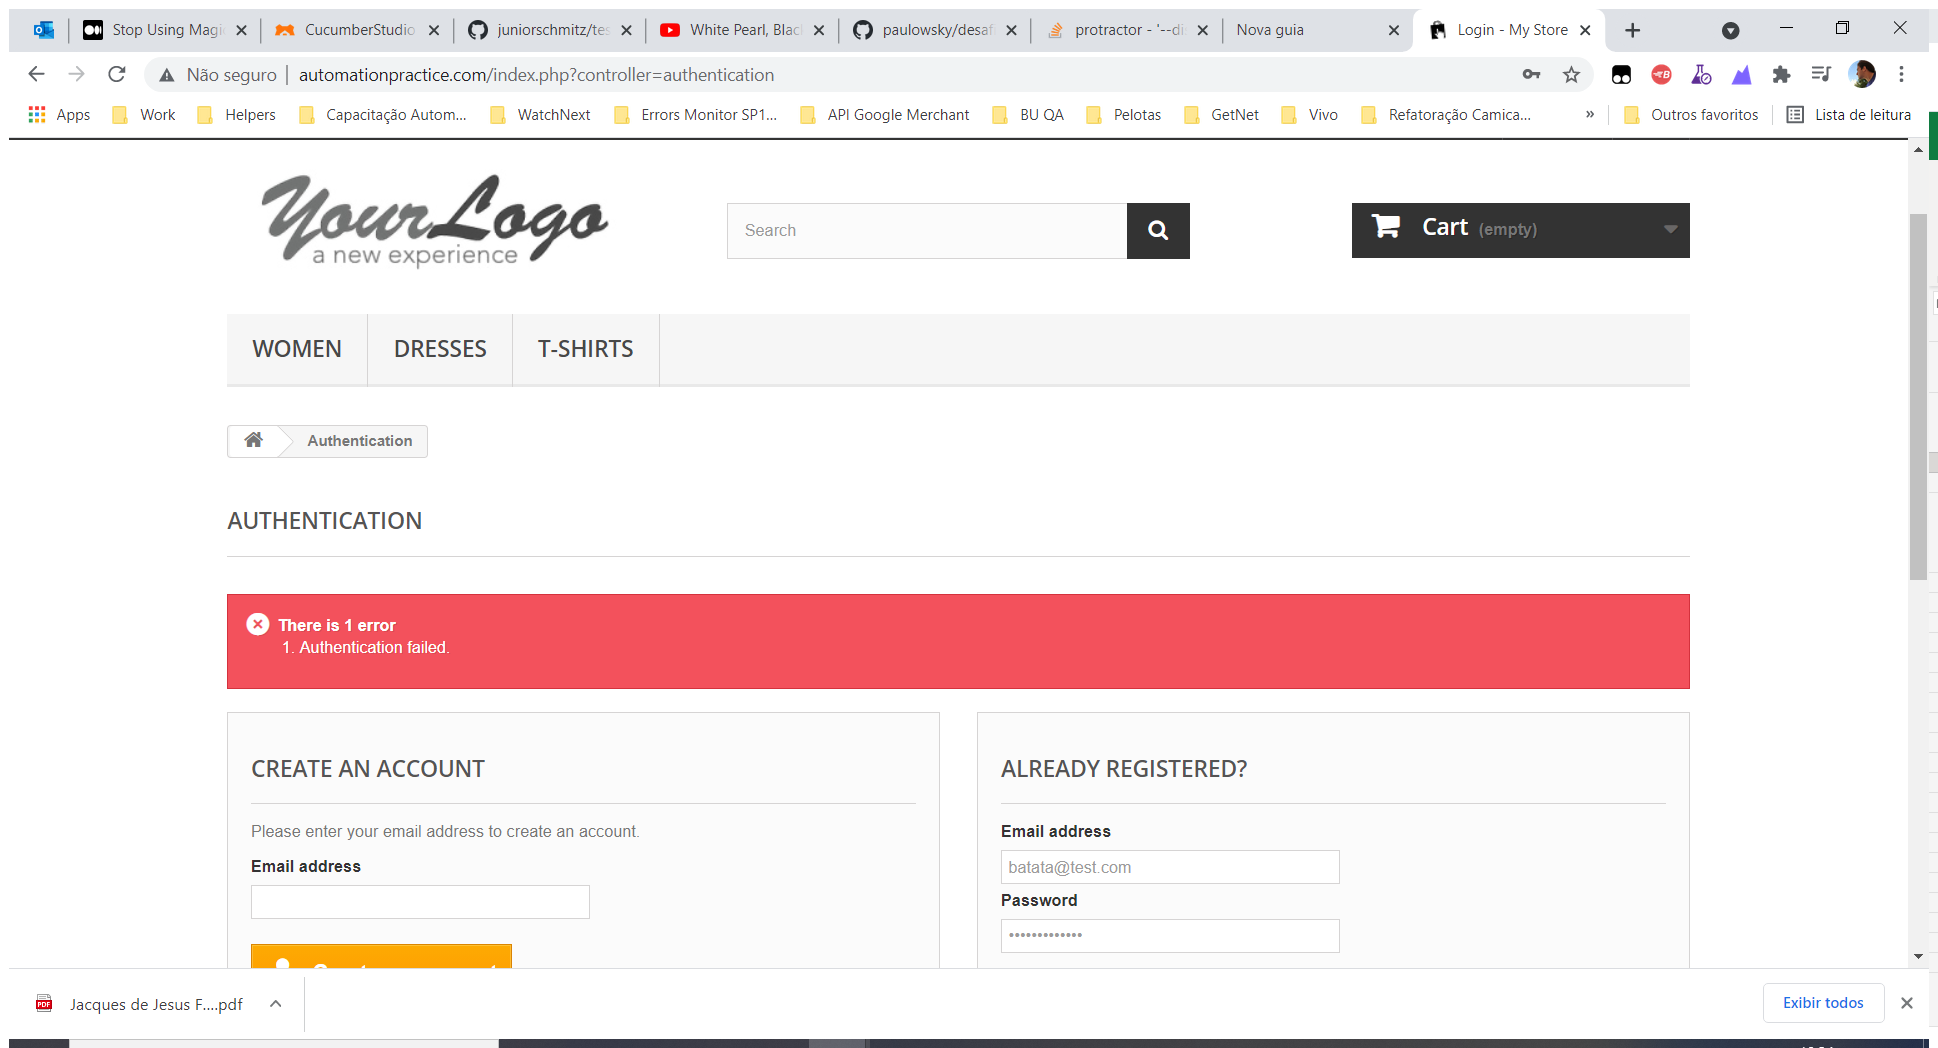 Stop Using Magi
CucumberStudio
juniorschmitz/tes
White Pearl, Blac
paulowsky/desaf
protractor - '--di
Nova guia
Login - My Store
Não seguro | automationpractice.com/index.php?controller=authentication
Apps
Work
Helpers
Capacitação Autom...
WatchNext
Errors Monitor SP1...
API Google Merchant
BU QA
Pelotas
GetNet
Vivo
Refatoração Camica...
»
Outros favoritos
Lista de leitura
YourLogo
a new experience
Search
Cart (empty)
WOMEN
DRESSES
T-SHIRTS
Authentication
AUTHENTICATION
There is 1 error
1. Authentication failed.
CREATE AN ACCOUNT
Please enter your email address to create an account.
Email address
ALREADY REGISTERED?
Email address
batata@test.com
Password
•••••••••••••
Jacques de Jesus F....pdf
Exibir todos